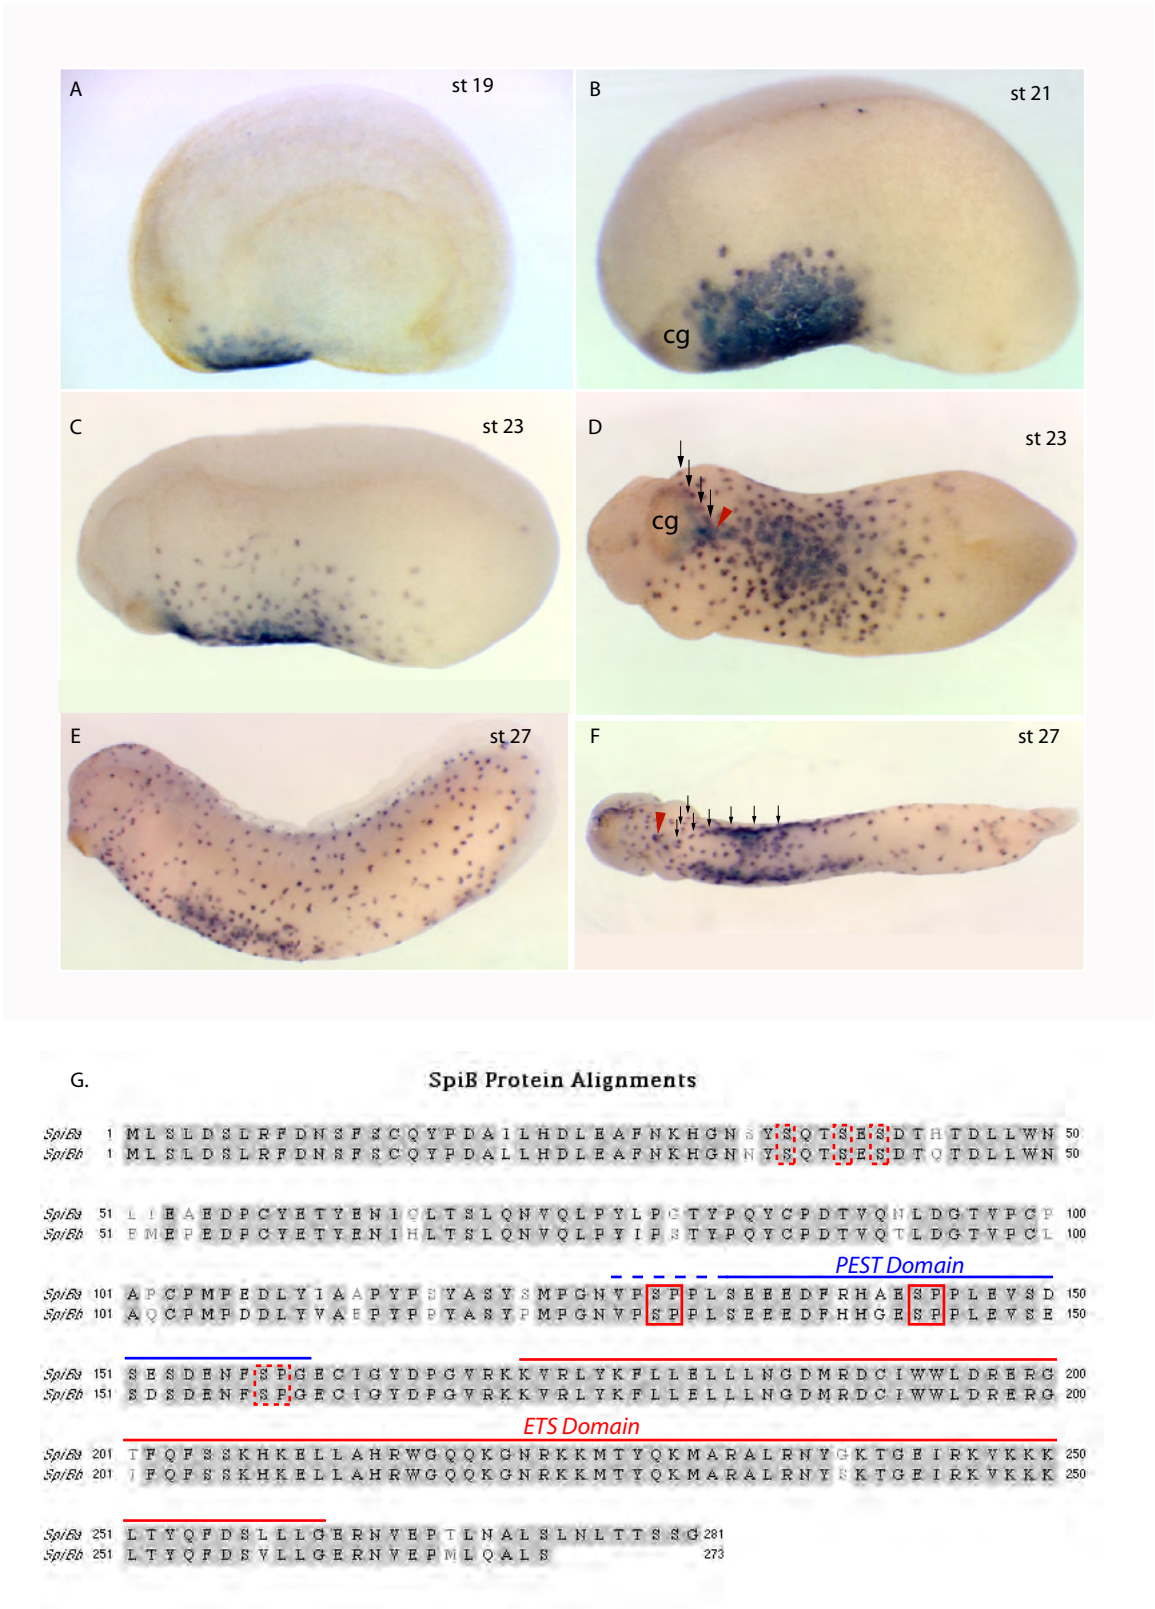 A
st 19
B
st 21
cg
C
st 23
D
st 23
cg
E
st 27
F
st 27
G.
SpiB Protein Alignments
SpiBa 1 M L S L D S L R F D N S F S C Q Y P D A I L H D L E A F N K H G N S Y S Q T S E S D T H T D L L W N 50
SpiBb 1 M L S L D S L R F D N S F S C Q Y P D A L L H D L E A F N K H G N N Y S Q T S E S D T Q T D L L W N 50
SpiBa 51 L I E A E D P C Y E T Y E N I Q L T S L Q N V Q L P Y L P G T Y P Q Y C P D T V Q N L D G T V P C P 100
SpiBb 51 E M E P E D P C Y E T Y E N I H L T S L Q N V Q L P Y I P S T Y P Q Y C P D T V Q T L D G T V P C L 100
PEST Domain
SpiBa 101 A P C P M P E D L Y I A A P Y P S Y A S Y S M P G N V P S P P L S E E E D F R H A E S P P L E V S D 150
SpiBb 101 A Q C P M P D D L Y V A E P Y P P Y A S Y P M P G N V P S P P L S E E E D F H H G E S P P L E V S E 150
SpiBa 151 S E S D E N F S P G E C I G Y D P G V R K K V R L Y K F L L E L L L N G D M R D C I W W L D R E R G 200
SpiBb 151 S D S D E N F S P G E C I G Y D P G V R K K V R L Y K F L L E L L L N G D M R D C I W W L D R E R G 200
ETS Domain
SpiBa 201 T F Q F S S K H K E L L A H R W G Q Q K G N R K K M T Y Q K M A R A L R N Y G K T G E I R K V K K K 250
SpiBb 201 I F Q F S S K H K E L L A H R W G Q Q K G N R K K M T Y Q K M A R A L R N Y S K T G E I R K V K K K 250
SpiBa 251 L T Y Q F D S L L L G E R N V E P T L N A L S L N L T T S S G 281
SpiBb 251 L T Y Q F D S V L L G E R N V E P M L Q A L S 273